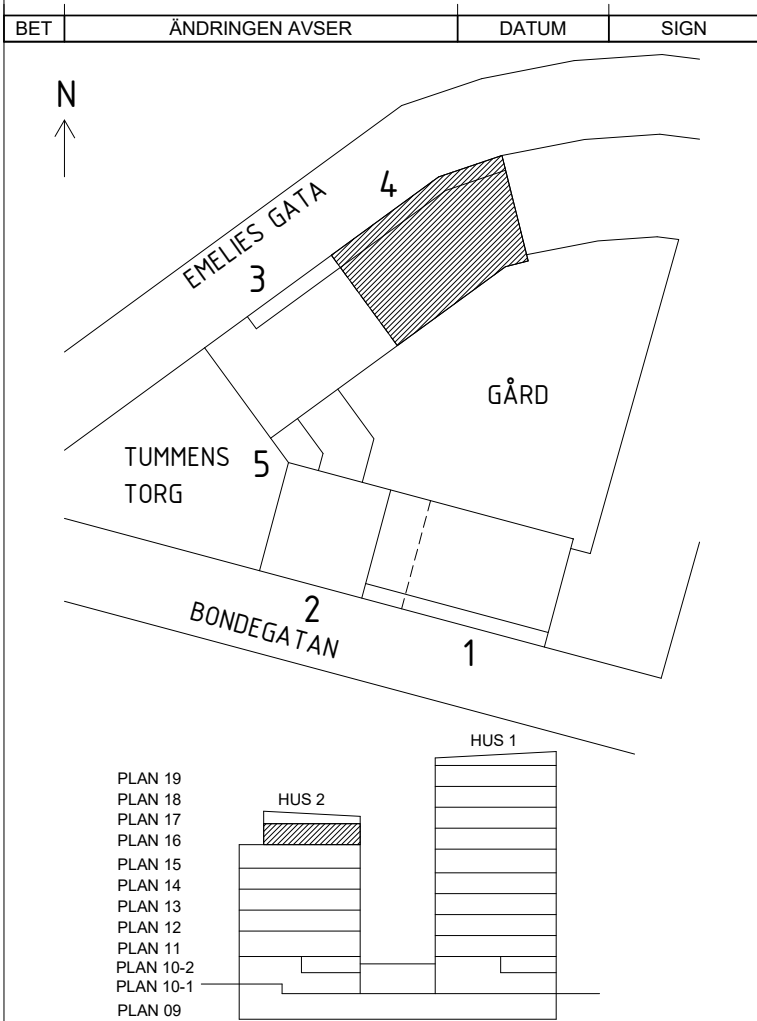 BET ÄNDRINGEN AVSER DATUM SIGN
N
4
EMELIES GATA
3
GÅRD
TUMMENS
TORG
5
2
BONDEGATAN
1
HUS 1
PLAN 19
PLAN 18
HUS 2
PLAN 17
PLAN 16
PLAN 15
PLAN 14
PLAN 13
PLAN 12
PLAN 11
PLAN 10-2
PLAN 10-1
PLAN 09